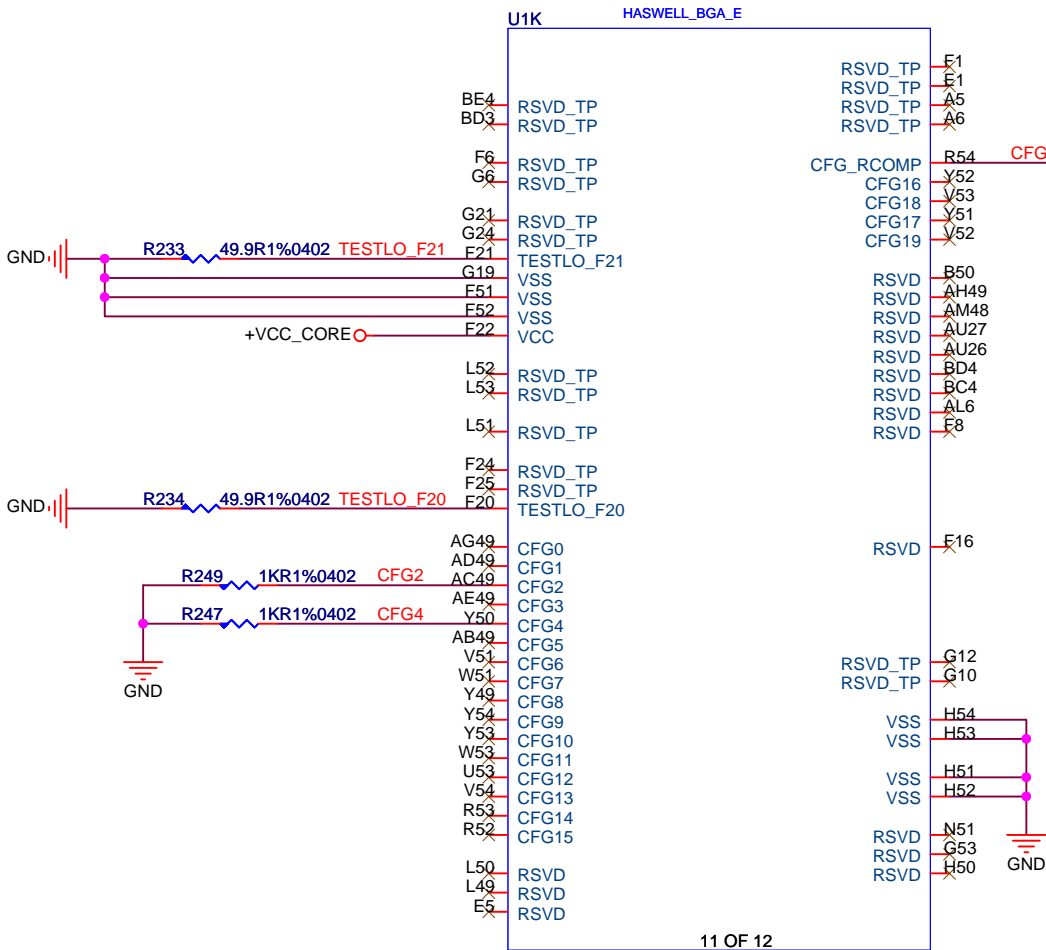 HASWELL_BGA_E
U1K
BE4 RSVD_TP
BD3 RSVD_TP
F6 RSVD_TP
G6 RSVD_TP
G21 RSVD_TP
G24 RSVD_TP
GND R233 49.9R1%0402 TESTLO_F21 F21 TESTLO_F21
G19 VSS
F51 VSS
F52 VSS
+VCC_CORE F22 VCC
L52 RSVD_TP
L53 RSVD_TP
L51 RSVD_TP
F24 RSVD_TP
F25 RSVD_TP
GND R234 49.9R1%0402 TESTLO_F20 F20 TESTLO_F20
AG49 CFG0
AD49 CFG1
R249 1KR1%0402 CFG2 AC49 CFG2
AE49 CFG3
R247 1KR1%0402 CFG4 Y50 CFG4
AB49 CFG5
V51 CFG6
W51 CFG7
GND
Y49 CFG8
Y54 CFG9
Y53 CFG10
W53 CFG11
U53 CFG12
V54 CFG13
R53 CFG14
R52 CFG15
L50 RSVD
L49 RSVD
E5 RSVD
RSVD_TP F1
RSVD_TP E1
RSVD_TP A5
RSVD_TP A6
CFG_RCOMP R54 CFG
CFG16 Y52
CFG18 V53
CFG17 Y51
CFG19 V52
RSVD B50
RSVD AH49
RSVD AM48
RSVD AU27
RSVD AU26
RSVD BD4
RSVD BC4
RSVD AL6
RSVD F8
RSVD F16
RSVD_TP G12
RSVD_TP G10
VSS H54
VSS H53
VSS H51
VSS H52
RSVD N51
RSVD G53
RSVD H50
GND
11 OF 12